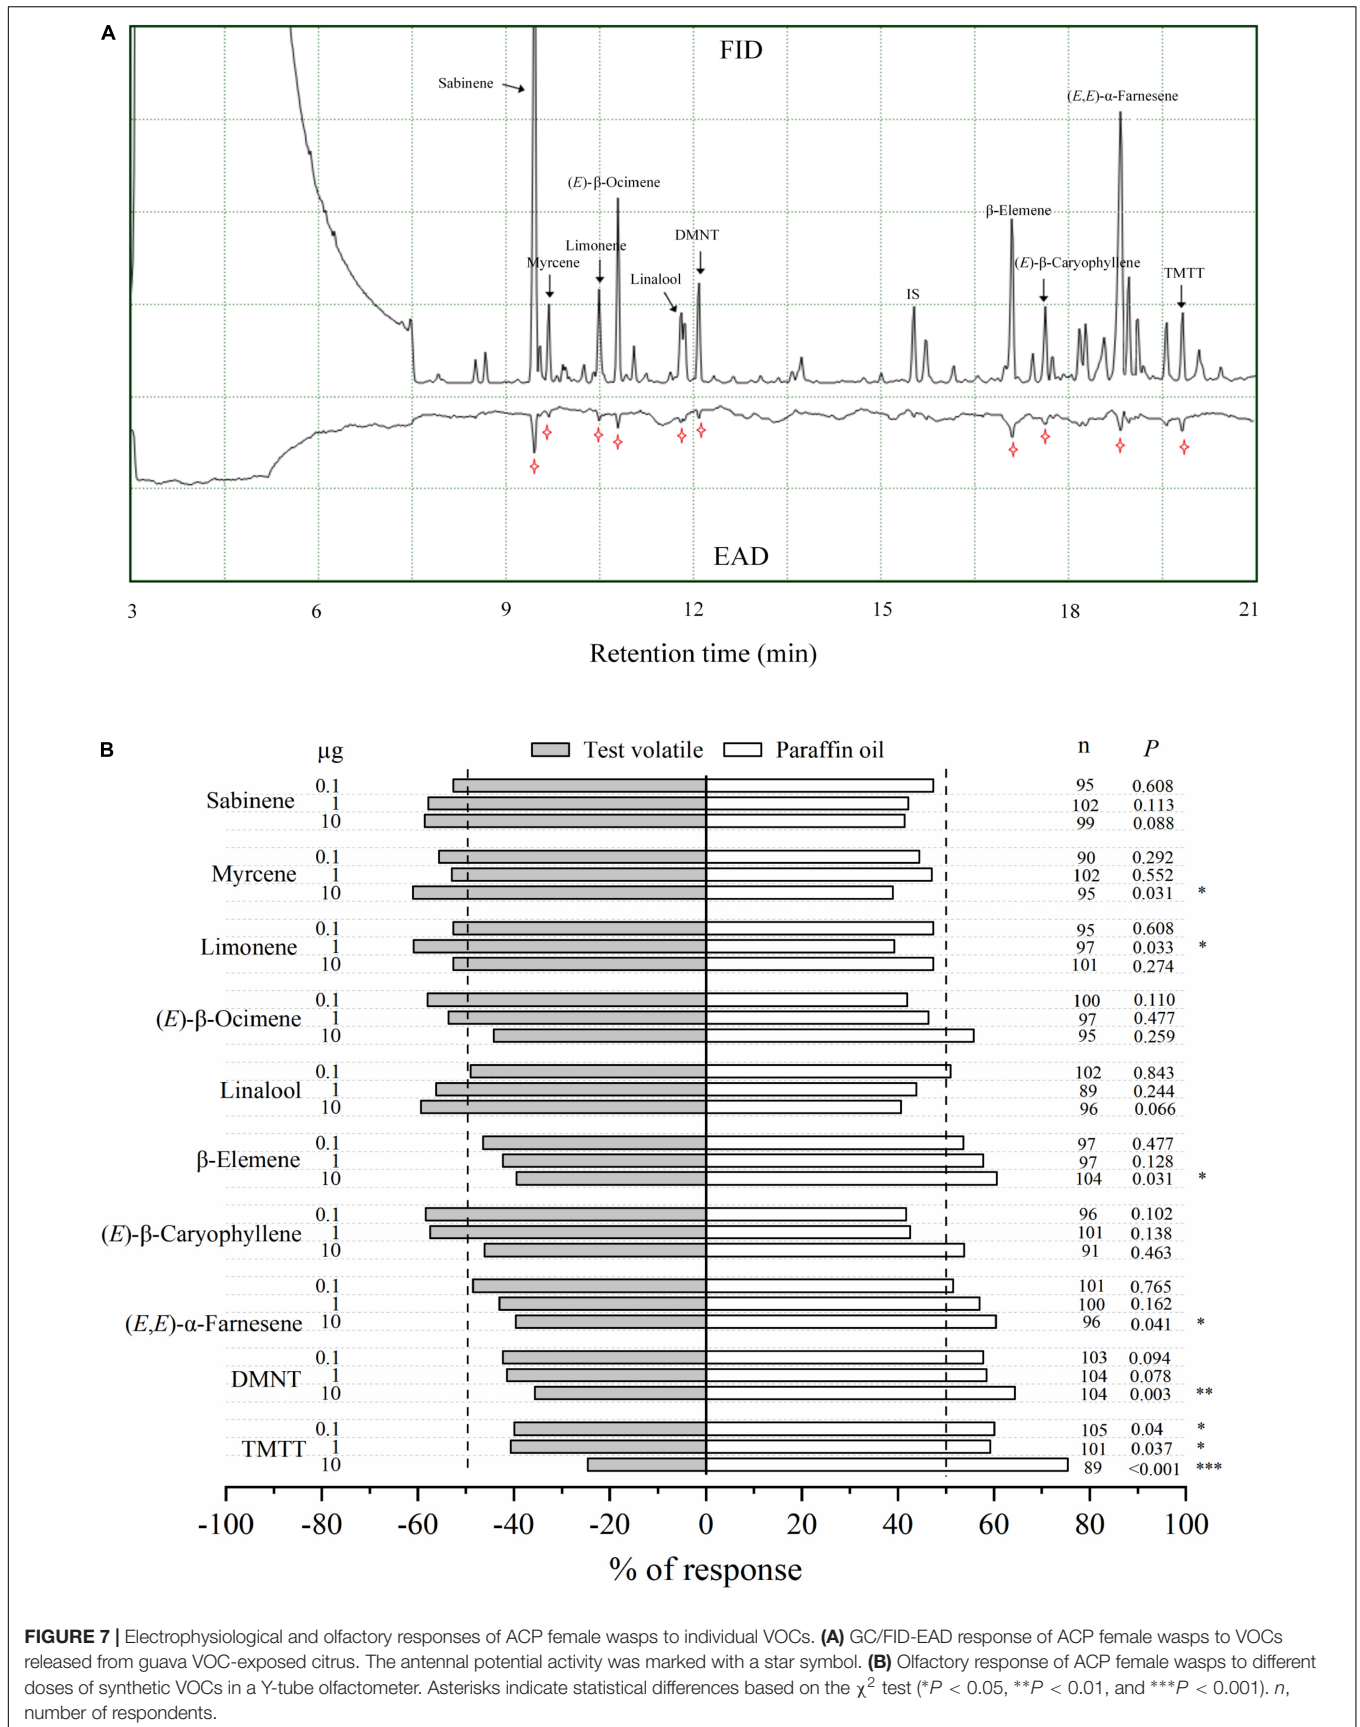 A
FID
Sabinene
(E,E)-α-Farnesene
(E)-β-Ocimene
β-Elemene
DMNT
Limonene
Myrcene
(E)-β-Caryophyllene
Linalool
TMTT
IS
EAD
3 6 9 12 15 18 21
Retention time (min)
B
µg Test volatile Paraffin oil n P
Sabinene
0.1 95 0.608
1 102 0.113
10 99 0.088
Myrcene
0.1 90 0.292
1 102 0.552
10 95 0.031 *
Limonene
0.1 95 0.608
1 97 0.033 *
10 101 0.274
(E)-β-Ocimene
0.1 100 0.110
1 97 0.477
10 95 0.259
Linalool
0.1 102 0.843
1 89 0.244
10 96 0.066
β-Elemene
0.1 97 0.477
1 97 0.128
10 104 0.031 *
(E)-β-Caryophyllene
0.1 96 0.102
1 101 0.138
10 91 0.463
(E,E)-α-Farnesene
0.1 101 0.765
1 100 0.162
10 96 0.041 *
DMNT
0.1 103 0.094
1 104 0.078
10 104 0.003 **
TMTT
0.1 105 0.04 *
1 101 0.037 *
10 89 <0.001 ***
-100 -80 -60 -40 -20 0 20 40 60 80 100
% of response
FIGURE 7 | Electrophysiological and olfactory responses of ACP female wasps to individual VOCs. (A) GC/FID-EAD response of ACP female wasps to VOCs
released from guava VOC-exposed citrus. The antennal potential activity was marked with a star symbol. (B) Olfactory response of ACP female wasps to different
doses of synthetic VOCs in a Y-tube olfactometer. Asterisks indicate statistical differences based on the χ² test (*P < 0.05, **P < 0.01, and ***P < 0.001). n,
number of respondents.